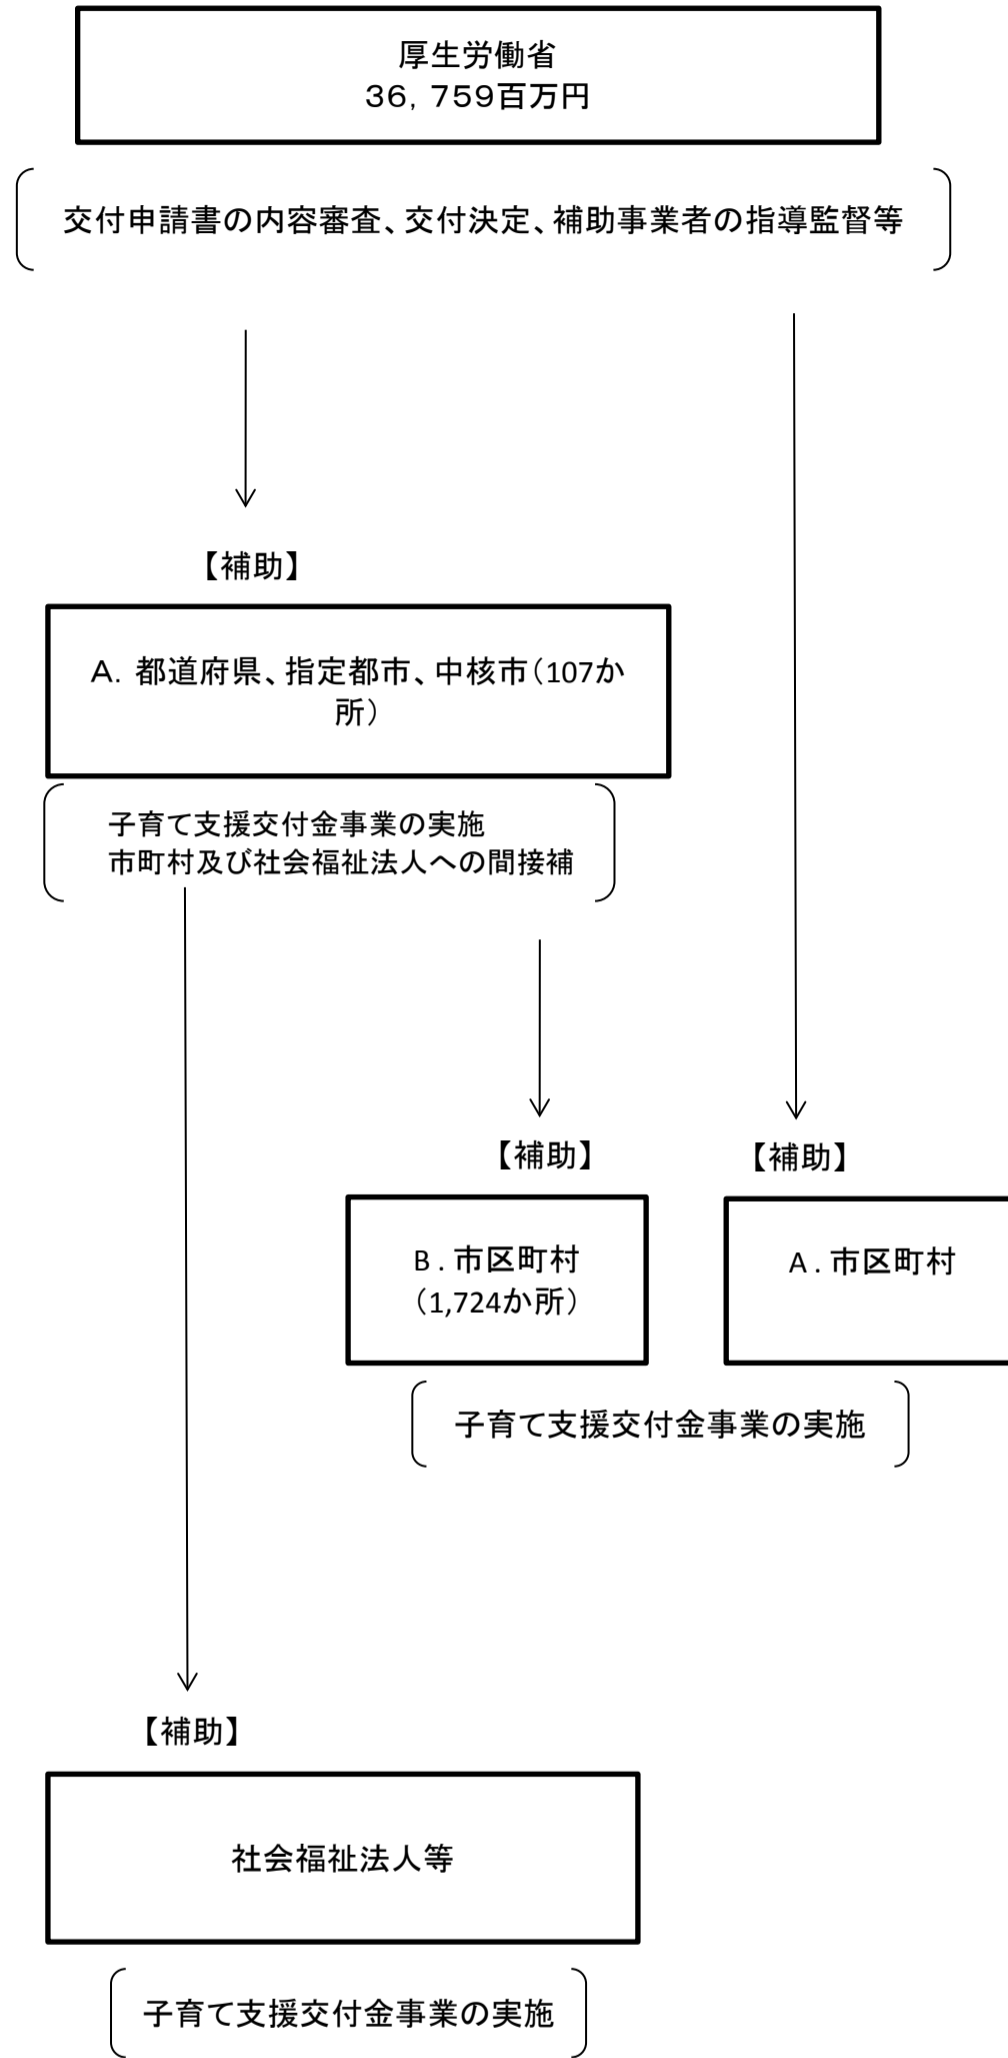 厚生労働省
36，759百万円
交付申請書の内容審査、交付決定、補助事業者の指導監督等
【補助】
A．都道府県、指定都市、中核市（107か
所）
子育て支援交付金事業の実施
市町村及び社会福祉法人への間接補
【補助】
【補助】
B．市区町村
（1,724か所）
A．市区町村
子育て支援交付金事業の実施
【補助】
社会福祉法人等
子育て支援交付金事業の実施